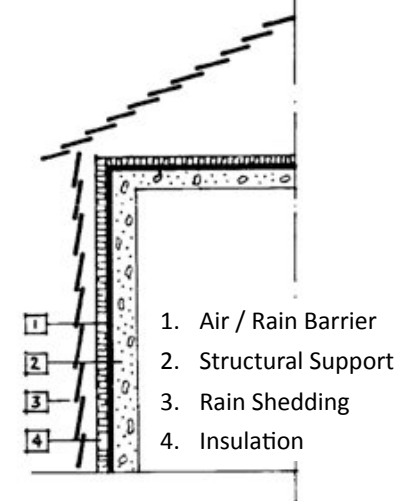 1
2
3
4
1. Air / Rain Barrier
2. Structural Support
3. Rain Shedding
4. Insulation